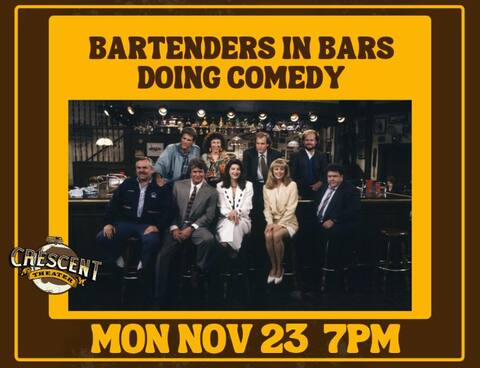 BARTENDERS IN BARS
DOING COMEDY
CRESCENT
THEATER
MON NOV 23 7PM